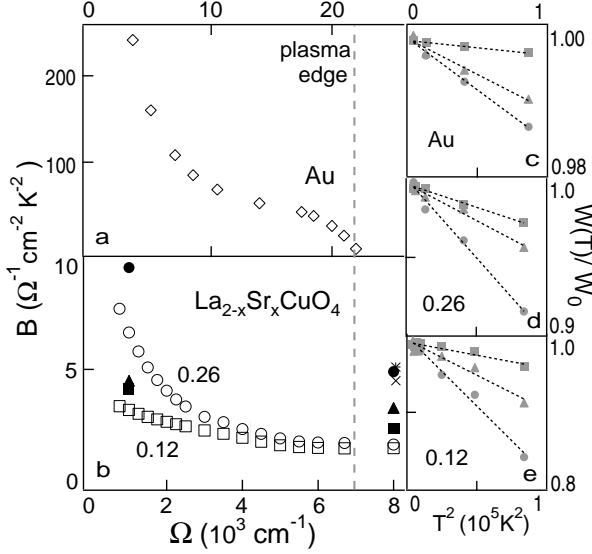 0 10 20
0 1
200
100
B (Ω⁻¹cm⁻² K⁻²)
plasma
edge
Au
a
10
5
0
La₂₋ₓSrₓCuO₄
0.26
0.12
b
0 2 4 6 8
Ω (10³ cm⁻¹)
1.00
Au
c
0.98
1.0
0.26
d
0.9
1.0
0.12
e
0.8
W(T)/ W₀
0 1
T² (10⁵K²)